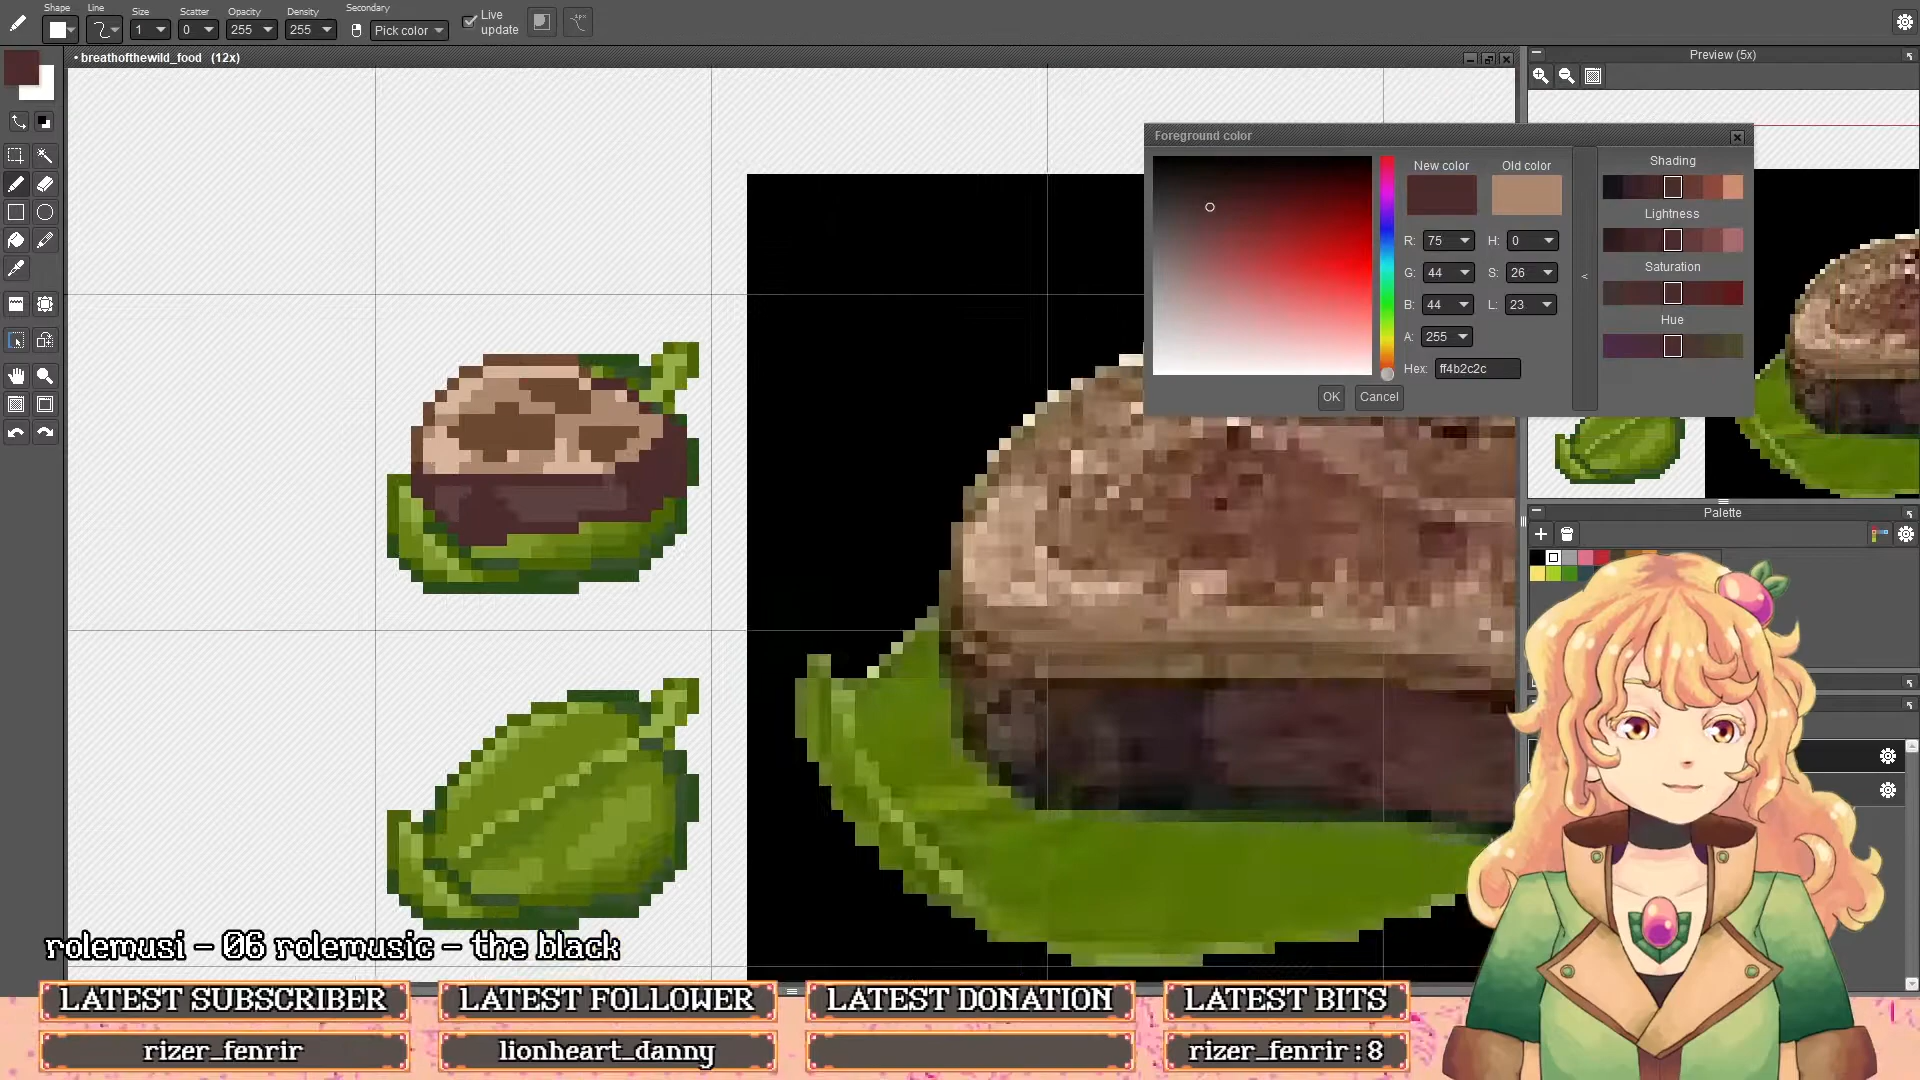 Shape
Line
Size
Scatter
Opacity
Density
Secondary
1
0
255
255
Pick color
Live
update
• breathofthewild_food (12x)
Preview (5x)
Foreground color
New color
Old color
Shading
Lightness
Saturation
Hue
R: 75
H: 0
G: 44
S: 26
B: 44
L: 23
A: 255
Hex: ff4b2c2c
<
OK
Cancel
Palette
rolemusi - 06 rolemusic - the black
LATEST SUBSCRIBER
LATEST FOLLOWER
LATEST DONATION
LATEST BITS
rizer_fenrir
lionheart_danny
rizer_fenrir : 8